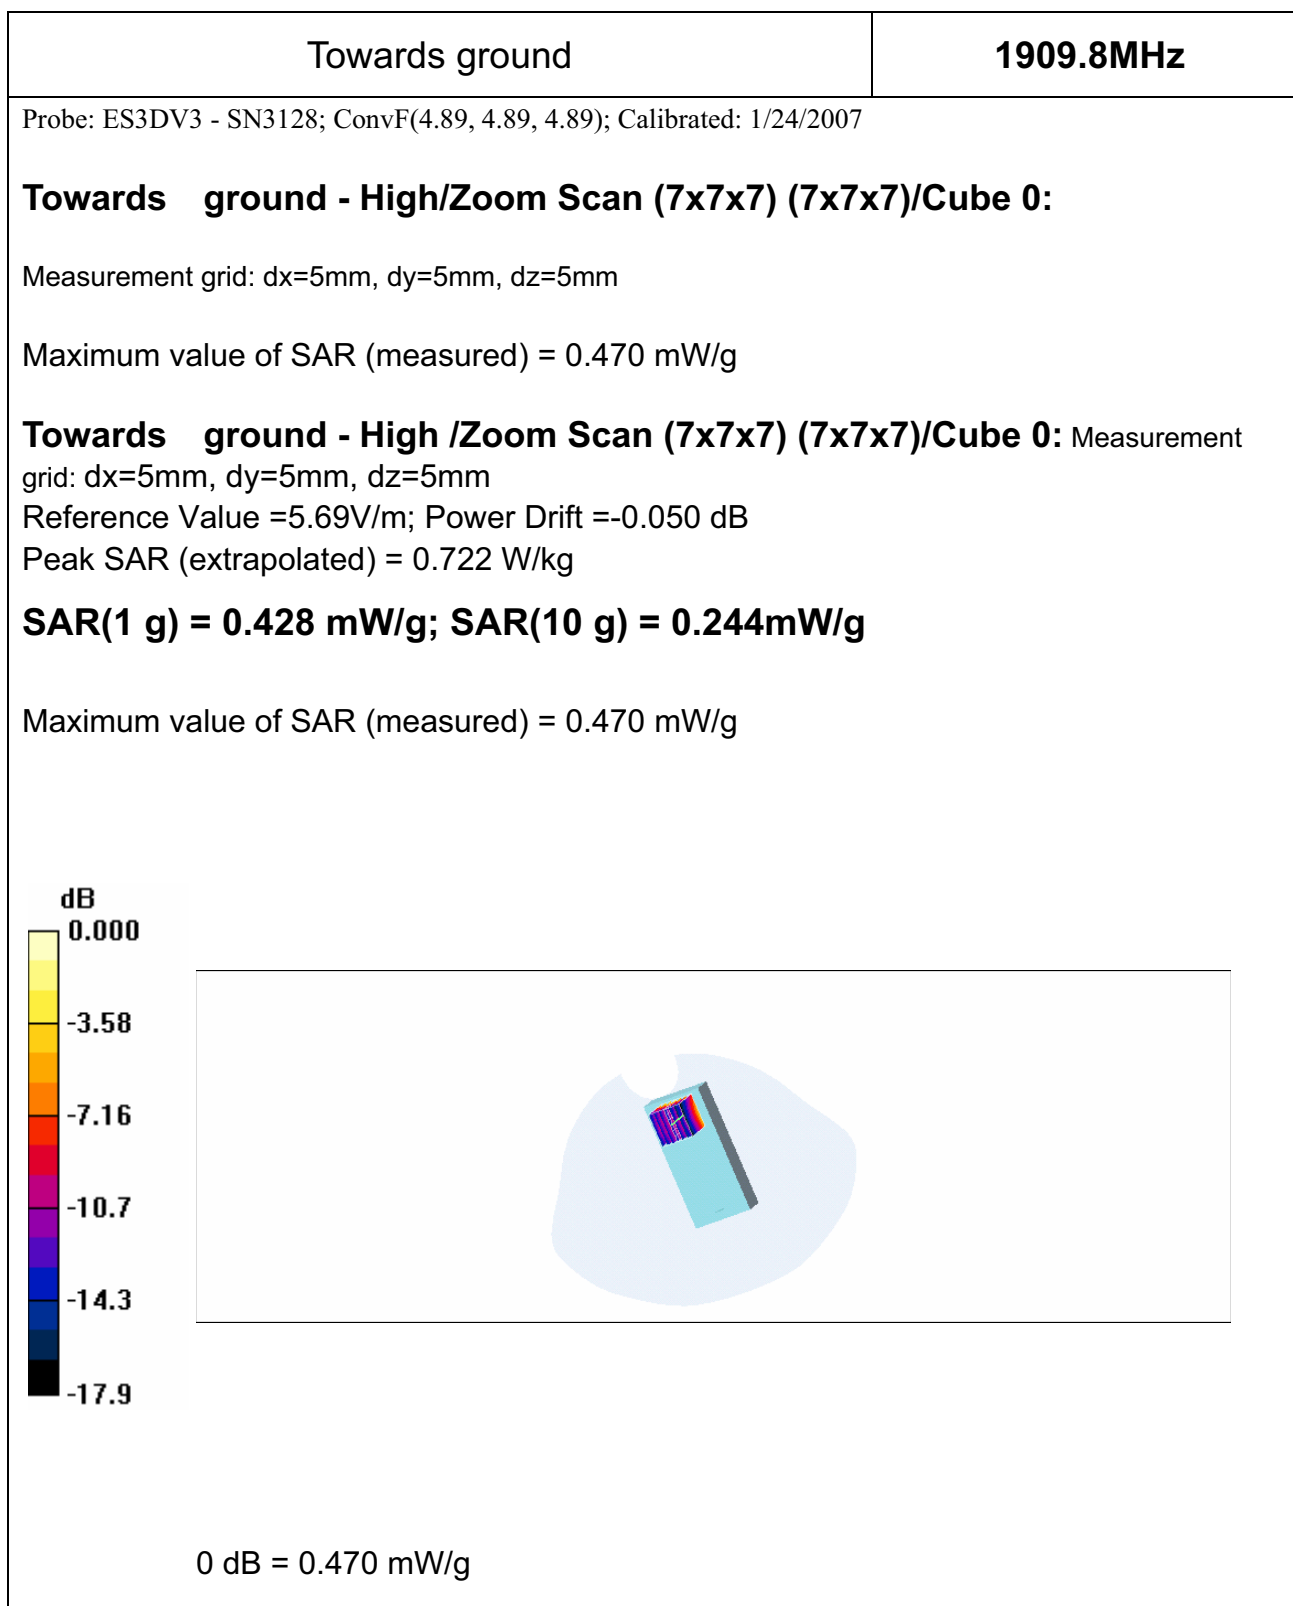 Towards ground
1909.8MHz
Probe: ES3DV3 - SN3128; ConvF(4.89, 4.89, 4.89); Calibrated: 1/24/2007
Towards ground - High/Zoom Scan (7x7x7) (7x7x7)/Cube 0:
Measurement grid: dx=5mm, dy=5mm, dz=5mm
Maximum value of SAR (measured) = 0.470 mW/g
Towards ground - High /Zoom Scan (7x7x7) (7x7x7)/Cube 0: Measurement
grid: dx=5mm, dy=5mm, dz=5mm
Reference Value =5.69V/m; Power Drift =-0.050 dB
Peak SAR (extrapolated) = 0.722 W/kg
SAR(1 g) = 0.428 mW/g; SAR(10 g) = 0.244mW/g
Maximum value of SAR (measured) = 0.470 mW/g
dB
0.000
-3.58
-7.16
-10.7
-14.3
-17.9
0 dB = 0.470 mW/g